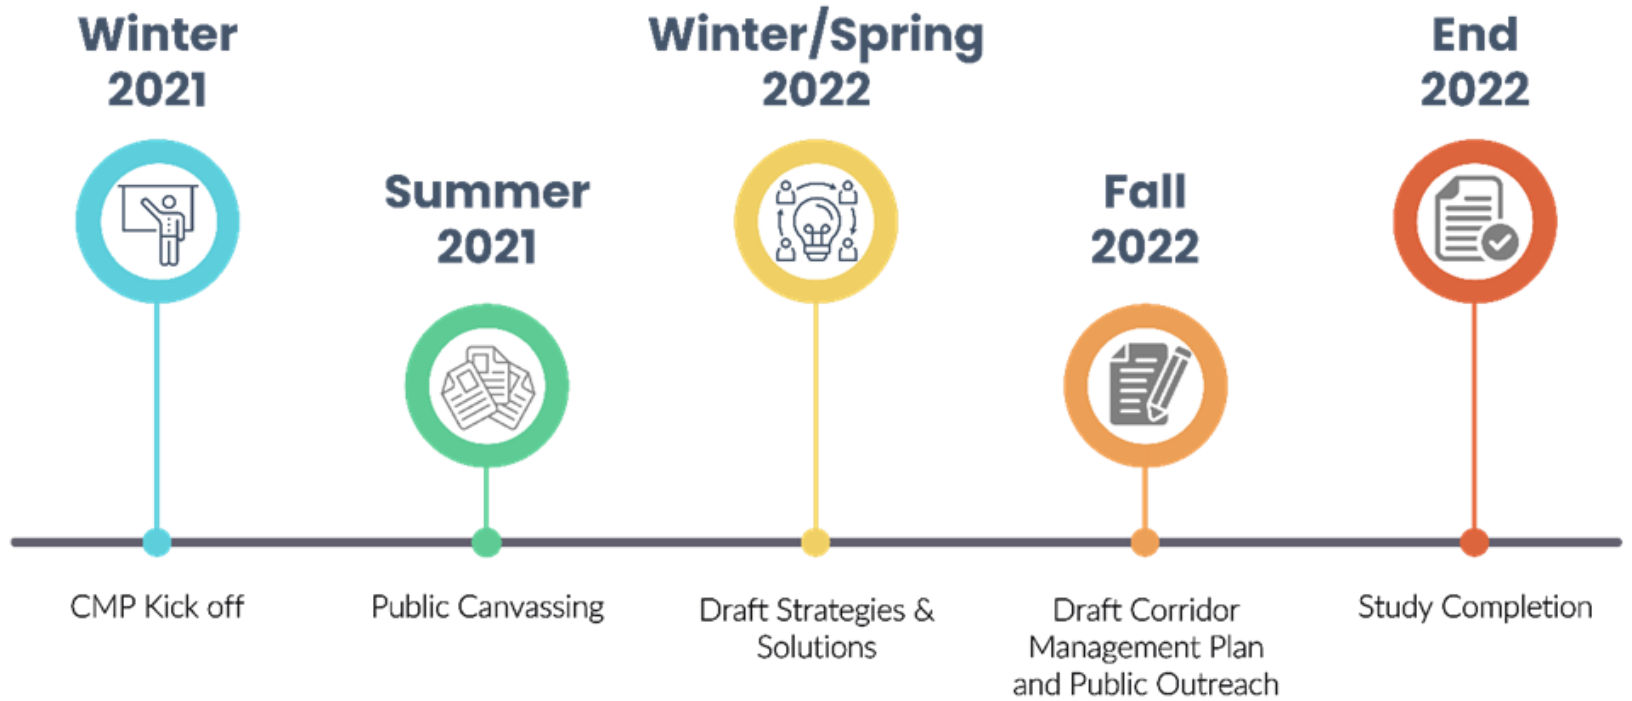 Winter
2021
CMP Kick off
Summer
2021
Public Canvassing
Winter/Spring
2022
Draft Strategies &
Solutions
Fall
2022
Draft Corridor
Management Plan
and Public Outreach
End
2022
Study Completion